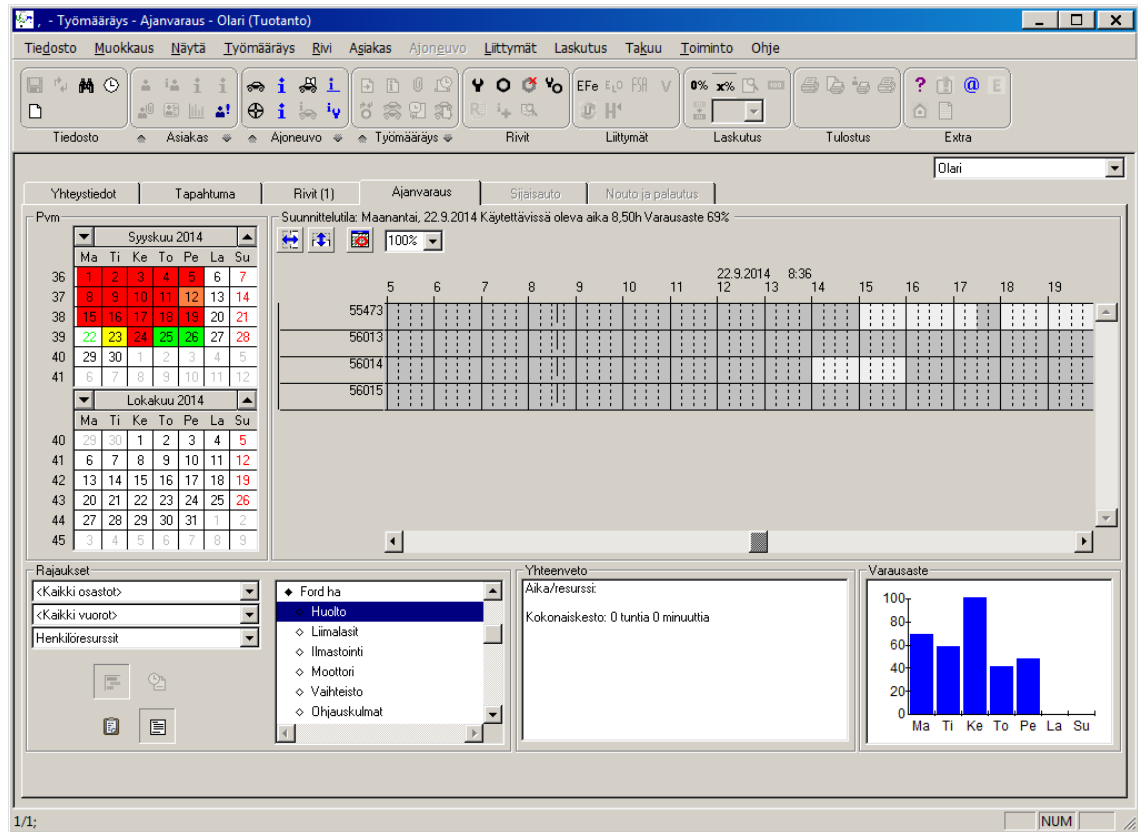 , - Työmääräys - Ajanvaraus - Olari (Tuotanto)
Tiedosto Muokkaus Näytä Työmääräys Rivi Asiakas Ajoneuvo Liittymät Laskutus Takuu Toiminto Ohje
EFe ELO FSA V 0% x% ? @ E
Tiedosto Asiakas Ajoneuvo Työmääräys Rivit Liittymät Laskutus Tulostus Extra
Olari
Yhteystiedot Tapahtuma Rivit (1) Ajanvaraus Sijaisauto Nouto ja palautus
Pvm
Syyskuu 2014
Ma Ti Ke To Pe La Su
36 1 2 3 4 5 6 7
37 8 9 10 11 12 13 14
38 15 16 17 18 19 20 21
39 22 23 24 25 26 27 28
40 29 30 1 2 3 4 5
41 6 7 8 9 10 11 12
Lokakuu 2014
Ma Ti Ke To Pe La Su
40 29 30 1 2 3 4 5
41 6 7 8 9 10 11 12
42 13 14 15 16 17 18 19
43 20 21 22 23 24 25 26
44 27 28 29 30 31 1 2
45 3 4 5 6 7 8 9
Suunnittelutila: Maanantai, 22.9.2014 Käytettävissä oleva aika 8,50h Varausaste 69%
100%
22.9.2014 8:36
5 6 7 8 9 10 11 12 13 14 15 16 17 18 19
55473
56013
56014
56015
Rajaukset
<Kaikki osastot>
<Kaikki vuorot>
Henkilöresurssit
Ford ha
Huolto
Liimalasit
Ilmastointi
Moottori
Vaihteisto
Ohjauskulmat
Yhteenveto
Aika/resurssi:
Kokonaiskesto: 0 tuntia 0 minuuttia
Varausaste
100
80
60
40
20
0
Ma Ti Ke To Pe La Su
1/1;
NUM